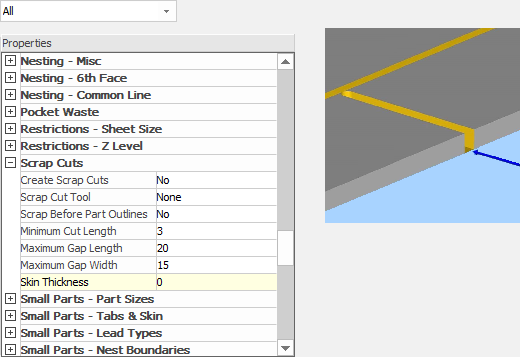 All
Properties
Nesting - Misc
Nesting - 6th Face
Nesting - Common Line
Pocket Waste
Restrictions - Sheet Size
Restrictions - Z Level
Scrap Cuts
Create Scrap Cuts No
Scrap Cut Tool None
Scrap Before Part Outlines No
Minimum Cut Length 3
Maximum Gap Length 20
Maximum Gap Width 15
Skin Thickness 0
Small Parts - Part Sizes
Small Parts - Tabs & Skin
Small Parts - Lead Types
Small Parts - Nest Boundaries